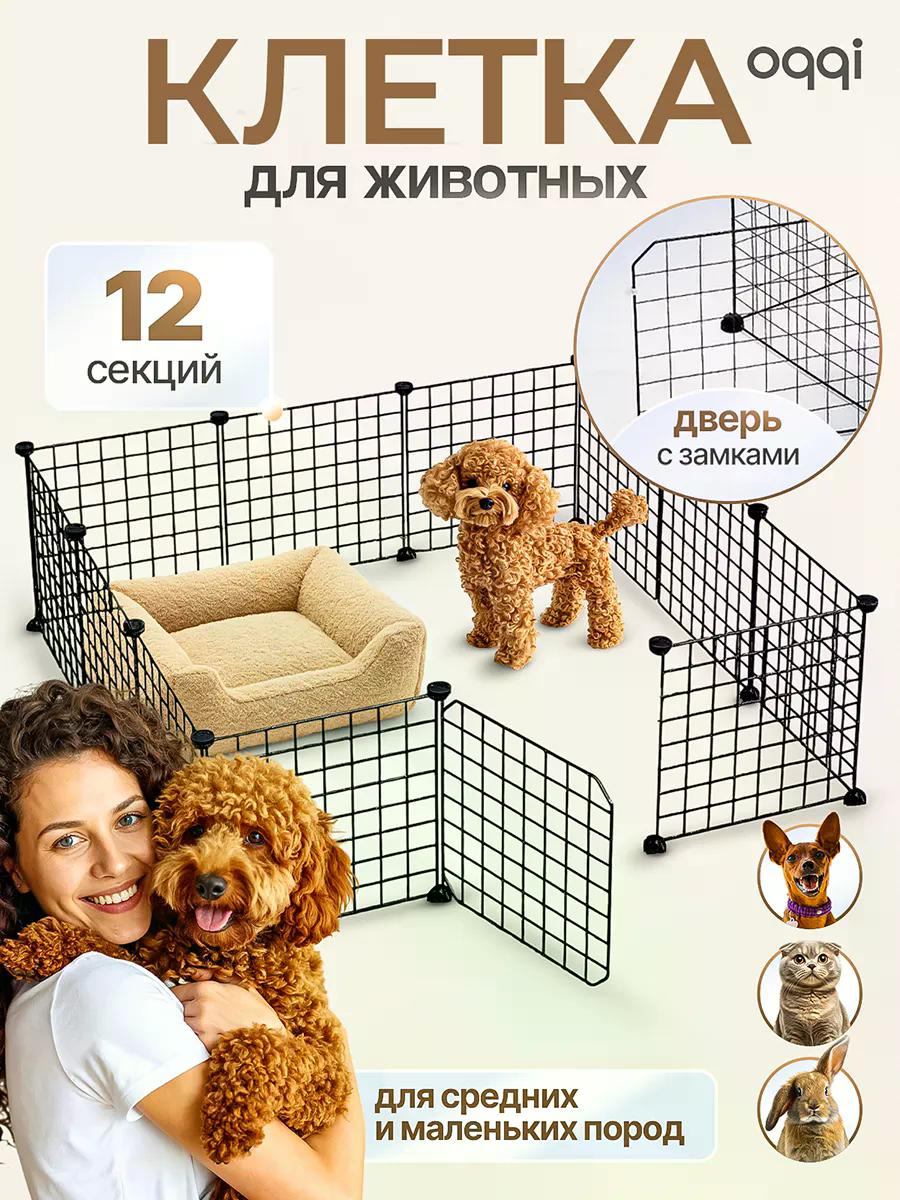 КЛЕТКА
oqqi
для животных
12
секций
дверь
с замками
для средних
и маленьких пород